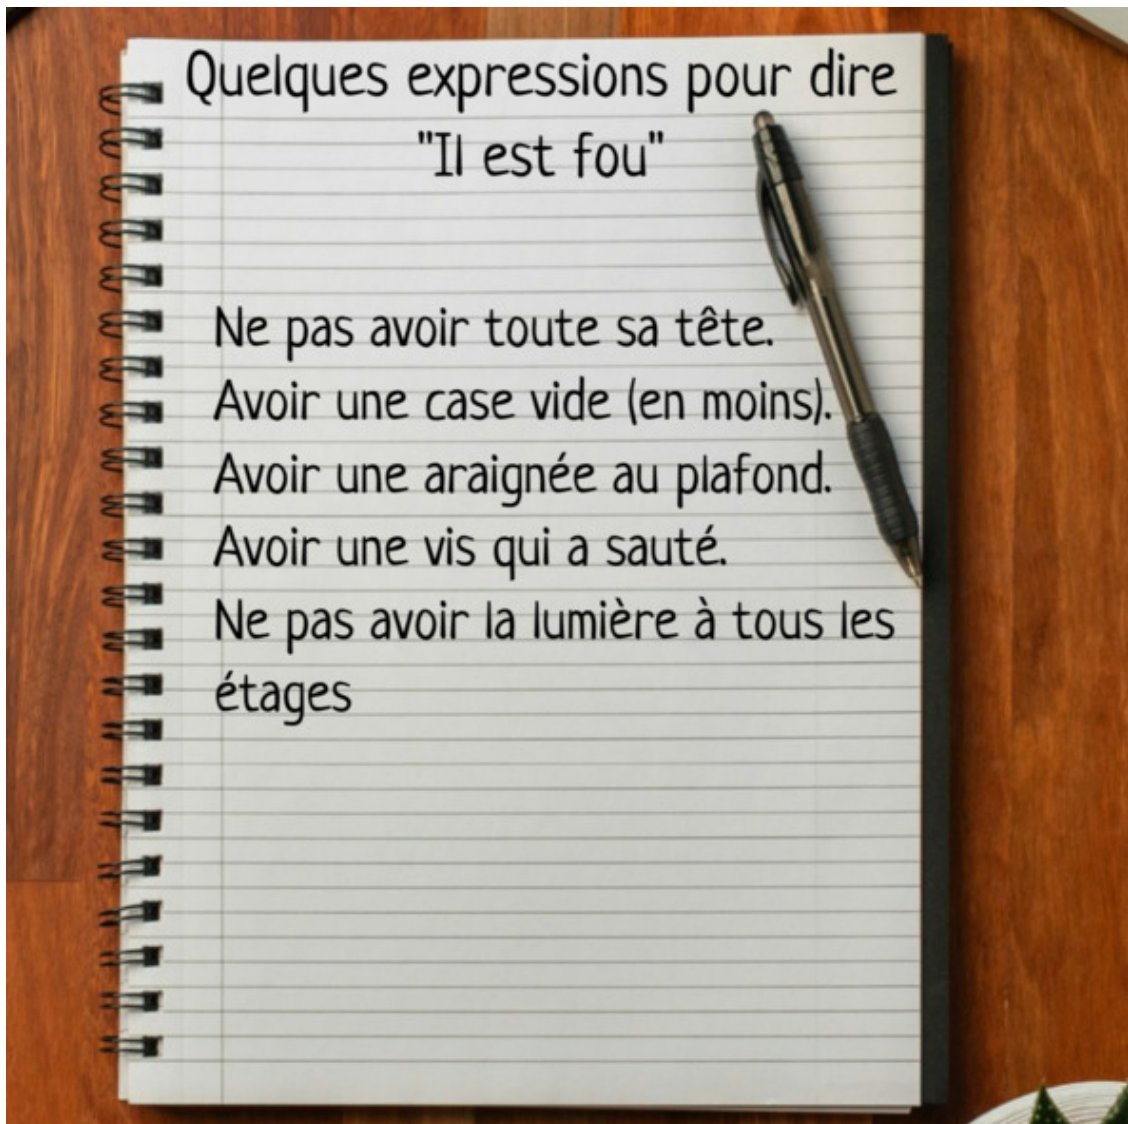 Quelques expressions pour dire
"Il est fou"
Ne pas avoir toute sa tête.
Avoir une case vide (en moins).
Avoir une araignée au plafond.
Avoir une vis qui a sauté.
Ne pas avoir la lumière à tous les
étages